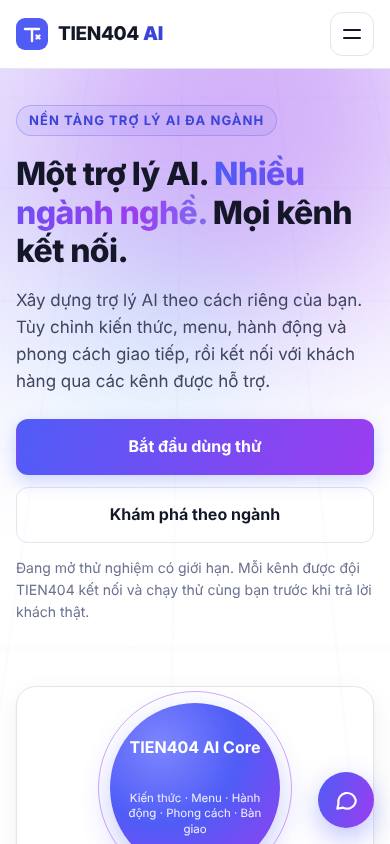 TIEN404 AI
NỀN TẢNG TRỢ LÝ AI ĐA NGÀNH
Một trợ lý AI. Nhiều
ngành nghề. Mọi kênh
kết nối.
Xây dựng trợ lý AI theo cách riêng của bạn.
Tùy chỉnh kiến thức, menu, hành động và
phong cách giao tiếp, rồi kết nối với khách
hàng qua các kênh được hỗ trợ.
Bắt đầu dùng thử
Khám phá theo ngành
Đang mở thử nghiệm có giới hạn. Mỗi kênh được đội
TIEN404 kết nối và chạy thử cùng bạn trước khi trả lời
khách thật.
TIEN404 AI Core
Kiến thức · Menu · Hành
động · Phong cách · Bàn
giao